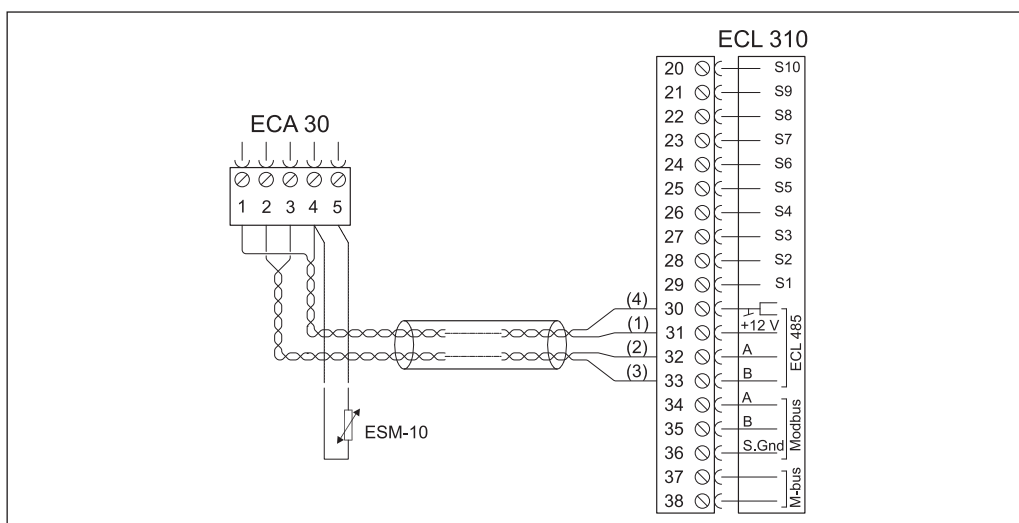 ECL 310
20 S10
21 S9
22 S8
ECA 30
23 S7
24 S6
25 S5
1 2 3 4 5
26 S4
27 S3
28 S2
29 S1
(4) 30
(1) 31 +12 V
(2) 32 A
(3) 33 B
ECL 485
34 A
35 B
36 S.Gnd
Modbus
ESM-10
37
38
M-bus